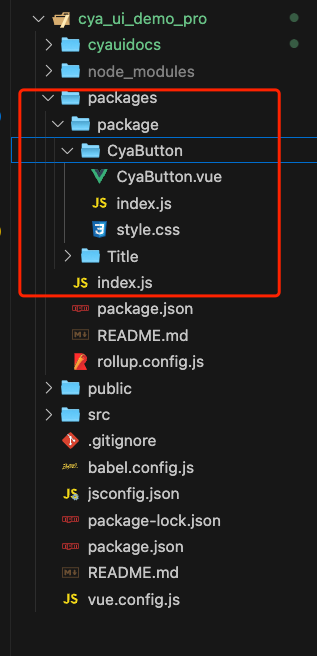 cya_ui_demo_pro
cyauidocs
node_modules
packages
package
CyaButton
CyaButton.vue
JS index.js
style.css
Title
JS index.js
package.json
README.md
rollup.config.js
public
src
.gitignore
babel.config.js
JS jsconfig.json
package-lock.json
package.json
README.md
JS vue.config.js